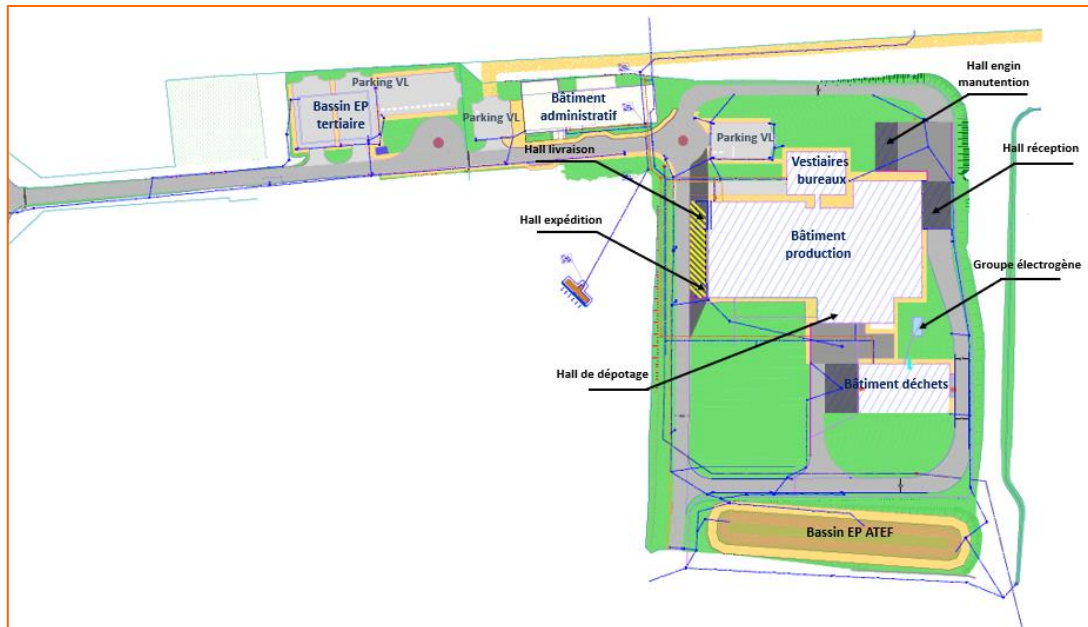 Parking VL
Bassin EP
tertiaire
Parking VL
Bâtiment
administratif
Hall livraison
Parking VL
Hall engin
manutention
Hall réception
Vestiaires
bureaux
Hall expédition
Bâtiment
production
Groupe électrogène
Hall de dépotage
Bâtiment déchets
Bassin EP ATEF